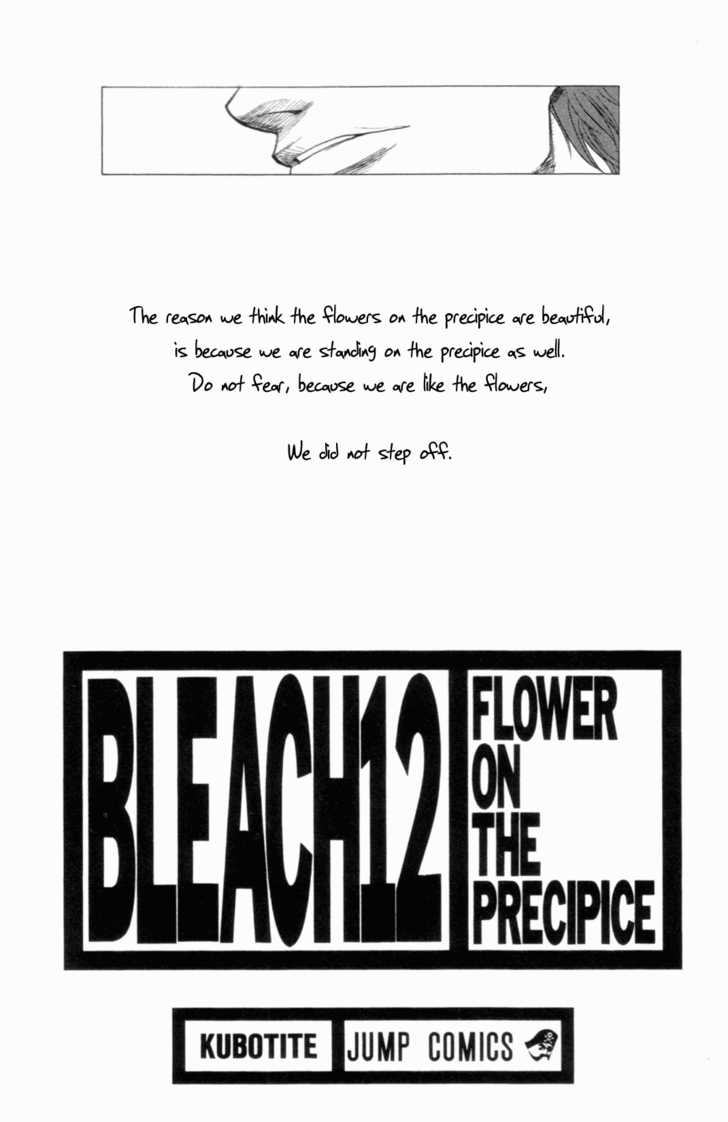 The reason we think the flowers on the precipice are beautiful,
is because we are standing on the precipice as well.
Do not fear, because we are like the flowers,
We did not step off.
BLEACH12
FLOWER
ON
THE
PRECIPICE
KUBOTITE
JUMP COMICS